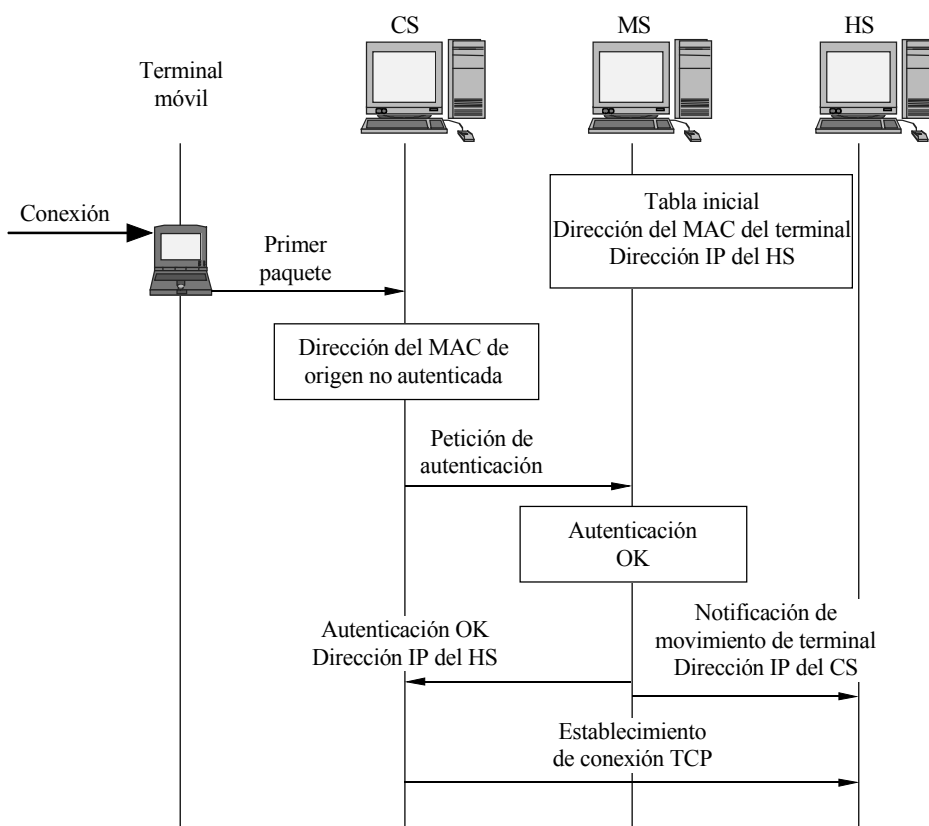 CS
MS
HS
Terminal
móvil
Conexión
Primer
paquete
Tabla inicial
Dirección del MAC del terminal
Dirección IP del HS
Dirección del MAC de
origen no autenticada
Petición de
autenticación
Autenticación
OK
Autenticación OK
Dirección IP del HS
Notificación de
movimiento de terminal
Dirección IP del CS
Establecimiento
de conexión TCP